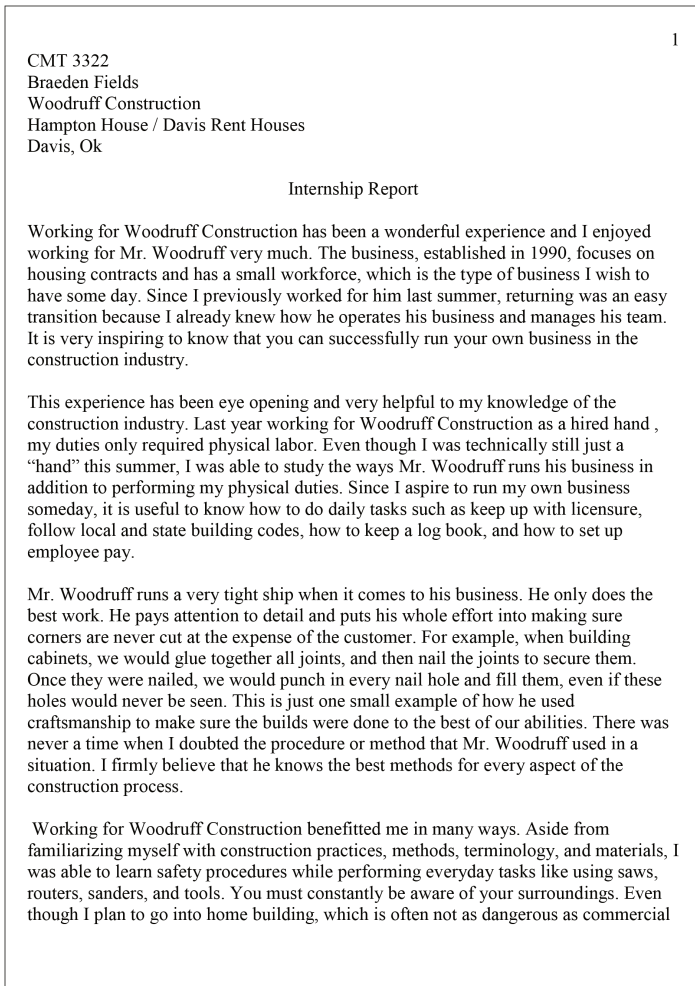 1
CMT 3322
Braeden Fields
Woodruff Construction
Hampton House / Davis Rent Houses
Davis, Ok
Internship Report
Working for Woodruff Construction has been a wonderful experience and I enjoyed
working for Mr. Woodruff very much. The business, established in 1990, focuses on
housing contracts and has a small workforce, which is the type of business I wish to
have some day. Since I previously worked for him last summer, returning was an easy
transition because I already knew how he operates his business and manages his team.
It is very inspiring to know that you can successfully run your own business in the
construction industry.
This experience has been eye opening and very helpful to my knowledge of the
construction industry. Last year working for Woodruff Construction as a hired hand ,
my duties only required physical labor. Even though I was technically still just a
“hand” this summer, I was able to study the ways Mr. Woodruff runs his business in
addition to performing my physical duties. Since I aspire to run my own business
someday, it is useful to know how to do daily tasks such as keep up with licensure,
follow local and state building codes, how to keep a log book, and how to set up
employee pay.
Mr. Woodruff runs a very tight ship when it comes to his business. He only does the
best work. He pays attention to detail and puts his whole effort into making sure
corners are never cut at the expense of the customer. For example, when building
cabinets, we would glue together all joints, and then nail the joints to secure them.
Once they were nailed, we would punch in every nail hole and fill them, even if these
holes would never be seen. This is just one small example of how he used
craftsmanship to make sure the builds were done to the best of our abilities. There was
never a time when I doubted the procedure or method that Mr. Woodruff used in a
situation. I firmly believe that he knows the best methods for every aspect of the
construction process.
Working for Woodruff Construction benefitted me in many ways. Aside from
familiarizing myself with construction practices, methods, terminology, and materials, I
was able to learn safety procedures while performing everyday tasks like using saws,
routers, sanders, and tools. You must constantly be aware of your surroundings. Even
though I plan to go into home building, which is often not as dangerous as commercial